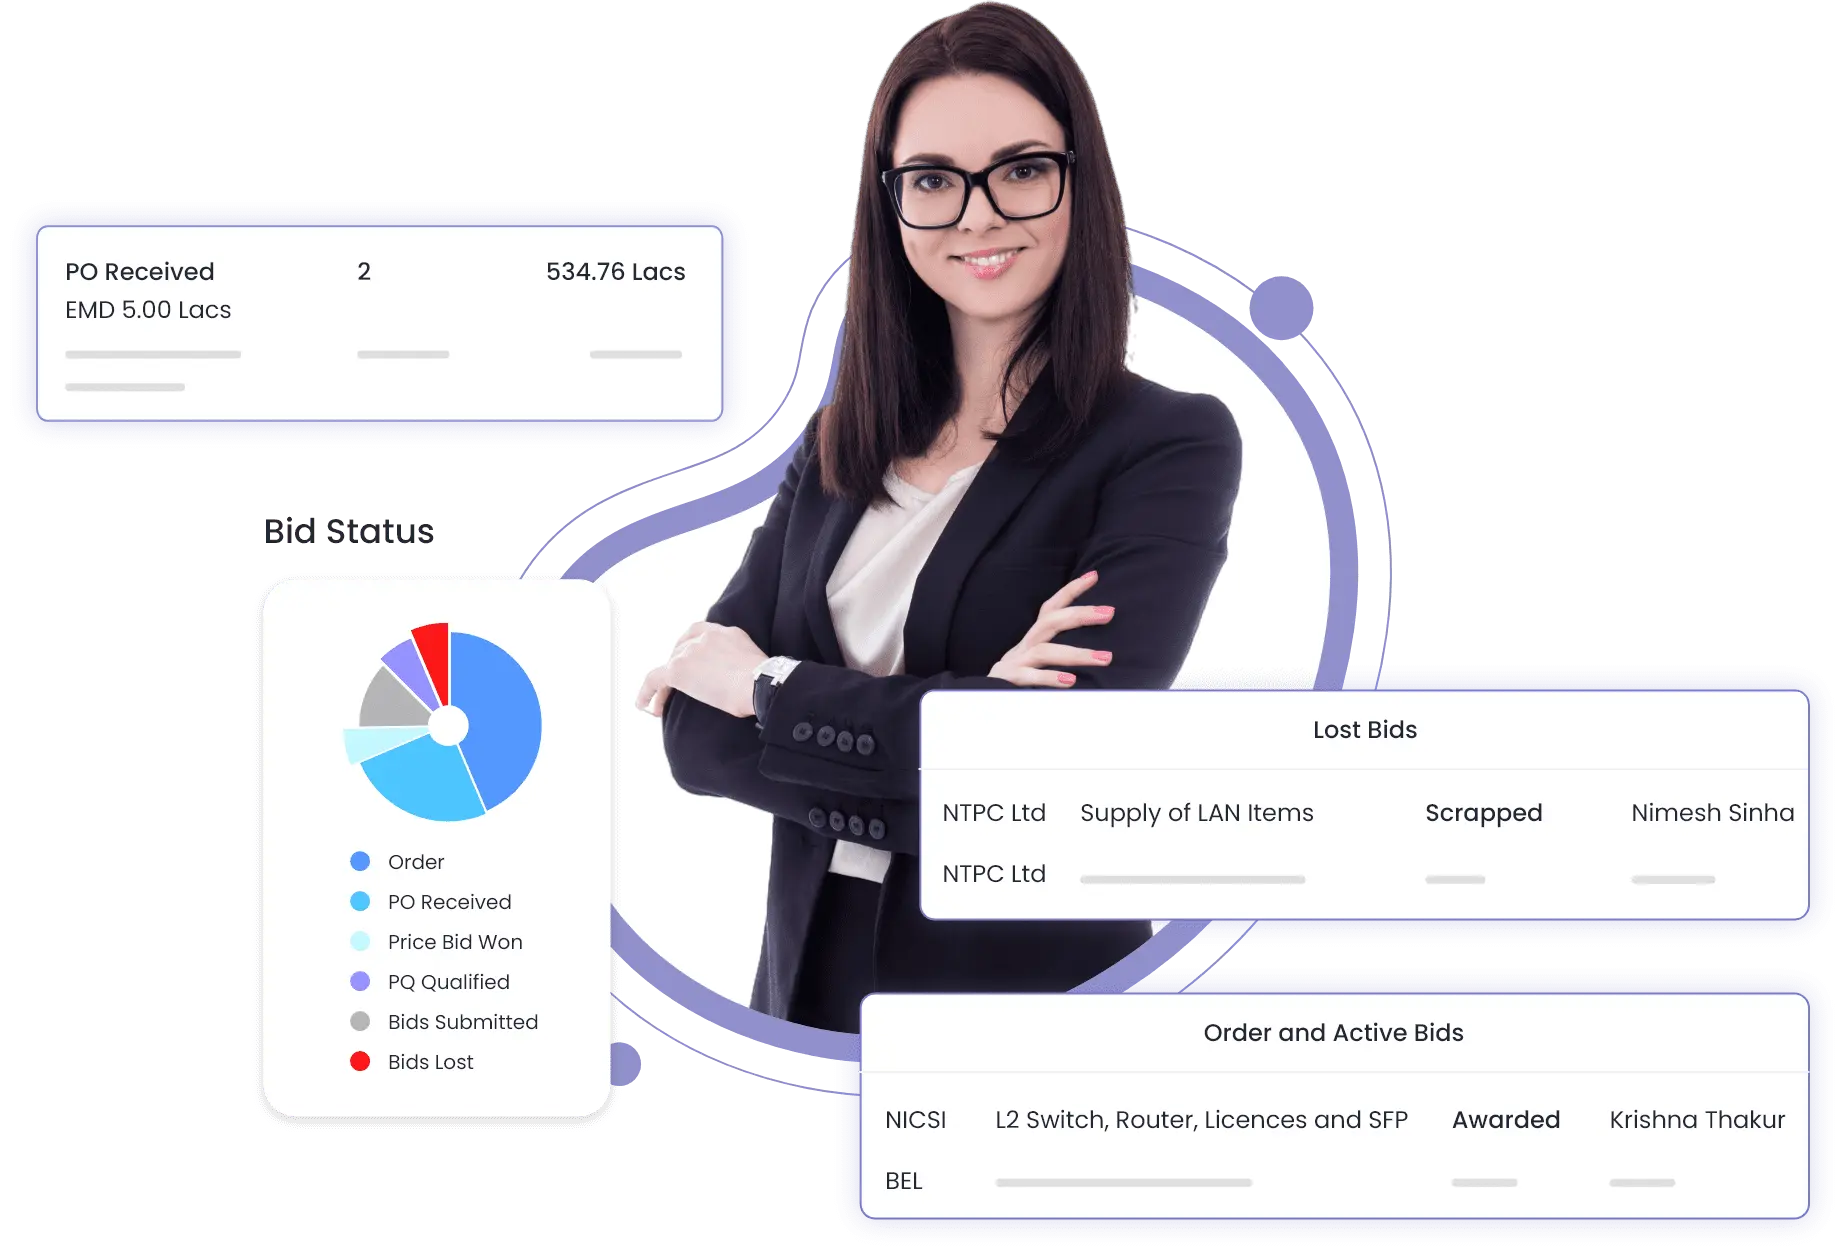 PO Received 2 534.76 Lacs
EMD 5.00 Lacs
Bid Status
Order
PO Received
Price Bid Won
PQ Qualified
Bids Submitted
Bids Lost
Lost Bids
NTPC Ltd Supply of LAN Items Scrapped Nimesh Sinha
NTPC Ltd
Order and Active Bids
NICSI L2 Switch, Router, Licences and SFP Awarded Krishna Thakur
BEL